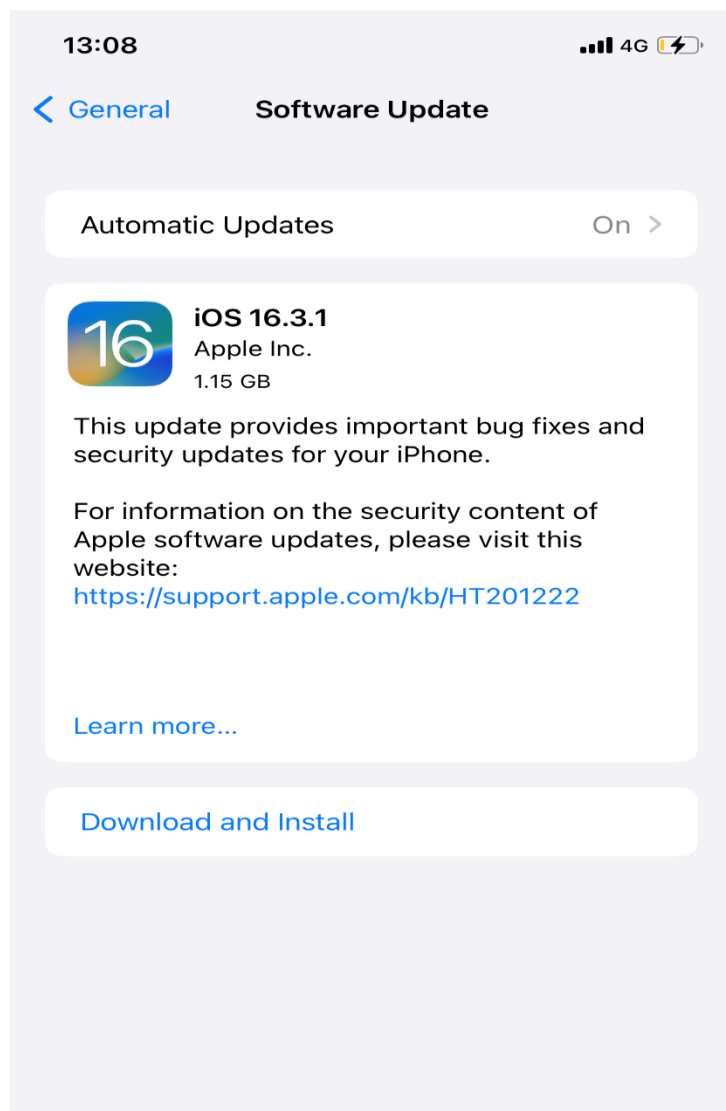 13:08 4G
General Software Update
Automatic Updates On
16
iOS 16.3.1
Apple Inc.
1.15 GB
This update provides important bug fixes and
security updates for your iPhone.
For information on the security content of
Apple software updates, please visit this
website:
https://support.apple.com/kb/HT201222
Learn more...
Download and Install